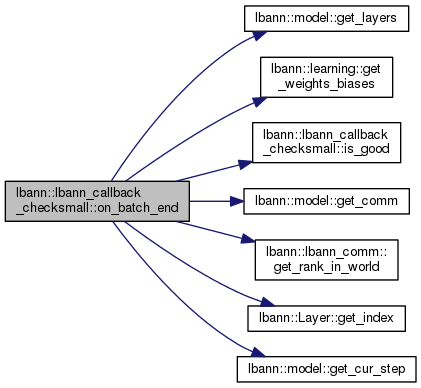 lbann::model::get_layers
lbann::learning::get
_weights_biases
lbann::lbann_callback
_checksmall::is_good
lbann::lbann_callback
_checksmall::on_batch_end
lbann::model::get_comm
lbann::lbann_comm::
get_rank_in_world
lbann::Layer::get_index
lbann::model::get_cur_step